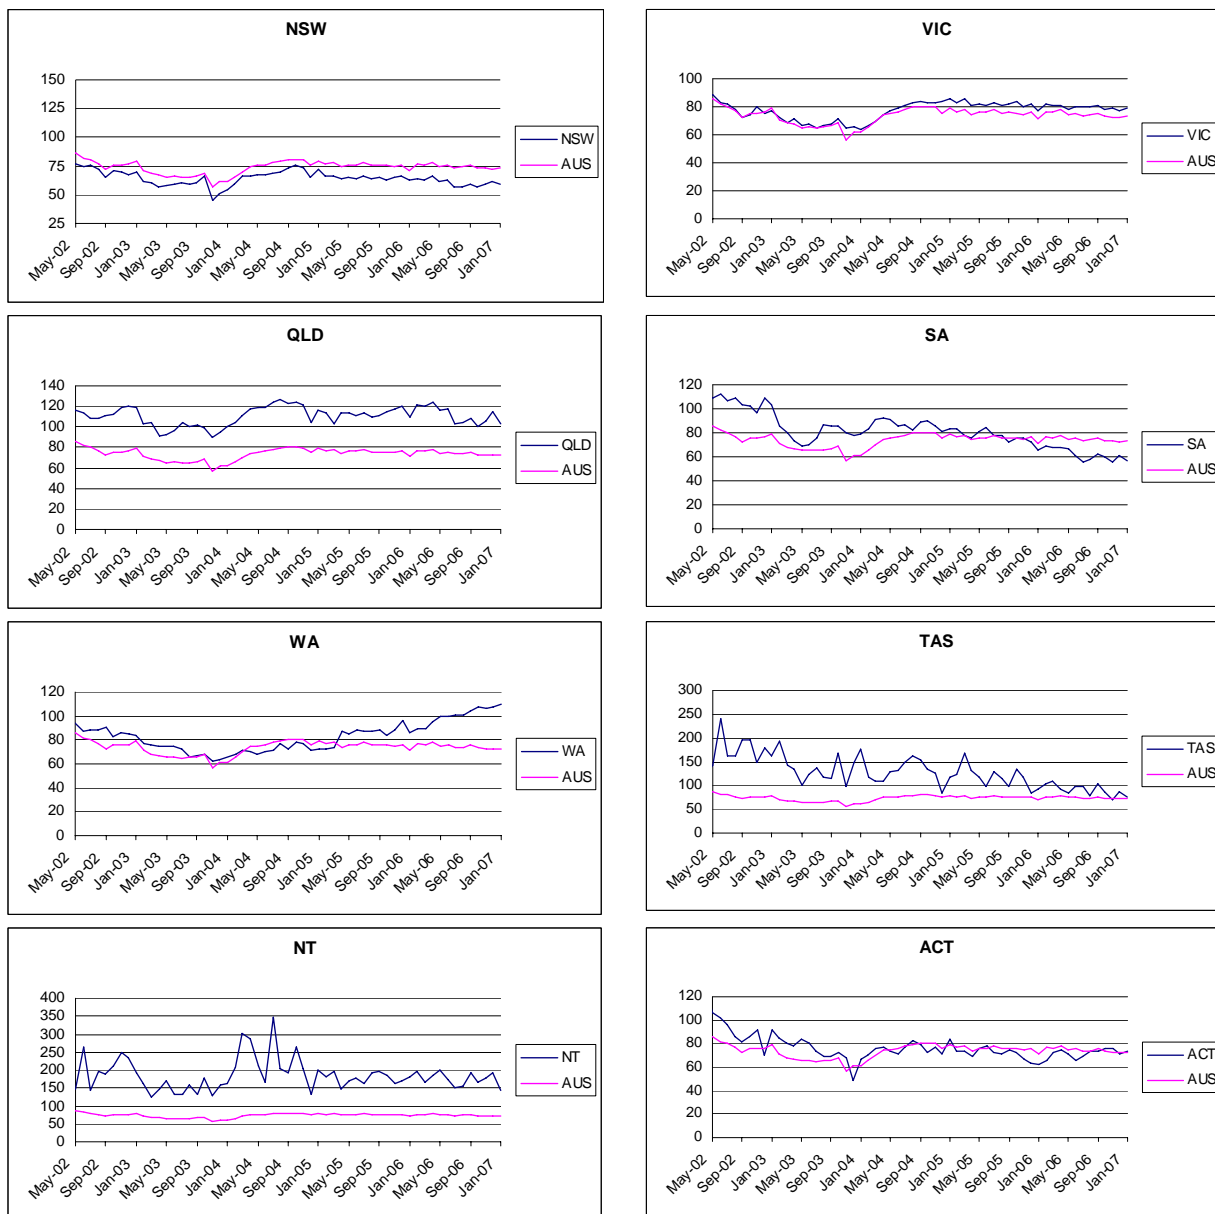 NSW
150
125
100
75
50
25
May-02
Sep-02
Jan-03
May-03
Sep-03
Jan-04
May-04
Sep-04
Jan-05
May-05
Sep-05
Jan-06
May-06
Sep-06
Jan-07
NSW
AUS
VIC
100
80
60
40
20
0
May-02
Sep-02
Jan-03
May-03
Sep-03
Jan-04
May-04
Sep-04
Jan-05
May-05
Sep-05
Jan-06
May-06
Sep-06
Jan-07
VIC
AUS
QLD
140
120
100
80
60
40
20
0
May-02
Sep-02
Jan-03
May-03
Sep-03
Jan-04
May-04
Sep-04
Jan-05
May-05
Sep-05
Jan-06
May-06
Sep-06
Jan-07
QLD
AUS
SA
120
100
80
60
40
20
0
May-02
Sep-02
Jan-03
May-03
Sep-03
Jan-04
May-04
Sep-04
Jan-05
May-05
Sep-05
Jan-06
May-06
Sep-06
Jan-07
SA
AUS
WA
120
100
80
60
40
20
0
May-02
Sep-02
Jan-03
May-03
Sep-03
Jan-04
May-04
Sep-04
Jan-05
May-05
Sep-05
Jan-06
May-06
Sep-06
Jan-07
WA
AUS
TAS
300
250
200
150
100
50
0
May-02
Sep-02
Jan-03
May-03
Sep-03
Jan-04
May-04
Sep-04
Jan-05
May-05
Sep-05
Jan-06
May-06
Sep-06
Jan-07
TAS
AUS
NT
400
350
300
250
200
150
100
50
0
May-02
Sep-02
Jan-03
May-03
Sep-03
Jan-04
May-04
Sep-04
Jan-05
May-05
Sep-05
Jan-06
May-06
Sep-06
Jan-07
NT
AUS
ACT
120
100
80
60
40
20
0
May-02
Sep-02
Jan-03
May-03
Sep-03
Jan-04
May-04
Sep-04
Jan-05
May-05
Sep-05
Jan-06
May-06
Sep-06
Jan-07
ACT
AUS